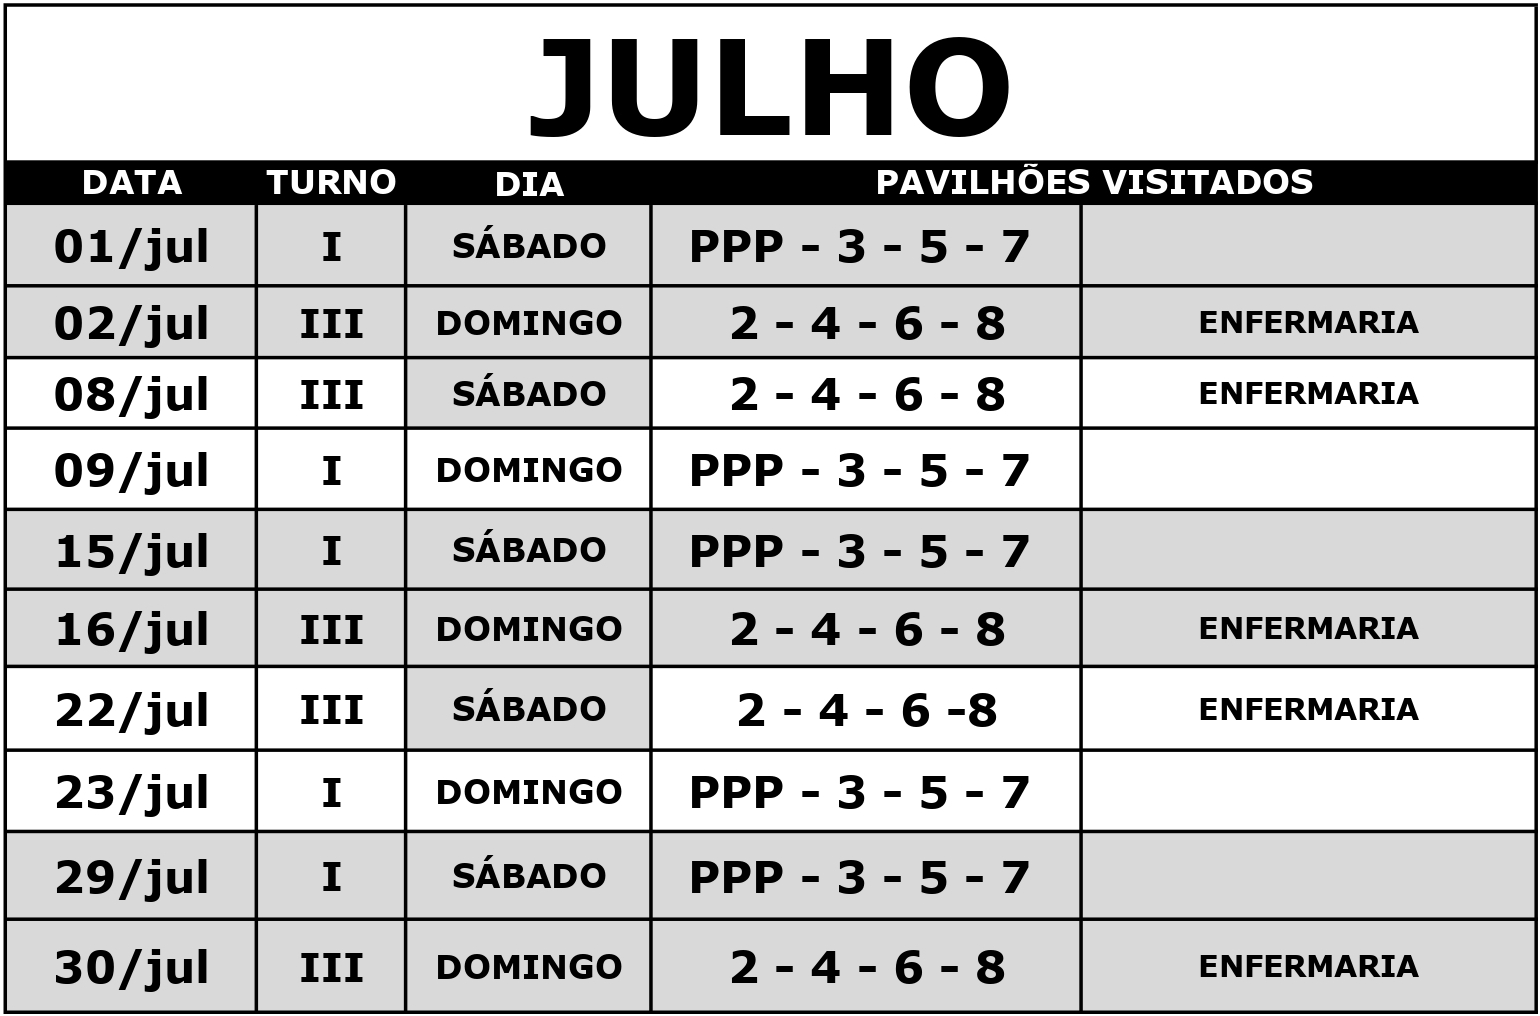 JULHO
DATA TURNO DIA PAVILHÕES VISITADOS
01/jul I SÁBADO PPP - 3 - 5 - 7
02/jul III DOMINGO 2 - 4 - 6 - 8 ENFERMARIA
08/jul III SÁBADO 2 - 4 - 6 - 8 ENFERMARIA
09/jul I DOMINGO PPP - 3 - 5 - 7
15/jul I SÁBADO PPP - 3 - 5 - 7
16/jul III DOMINGO 2 - 4 - 6 - 8 ENFERMARIA
22/jul III SÁBADO 2 - 4 - 6 -8 ENFERMARIA
23/jul I DOMINGO PPP - 3 - 5 - 7
29/jul I SÁBADO PPP - 3 - 5 - 7
30/jul III DOMINGO 2 - 4 - 6 - 8 ENFERMARIA